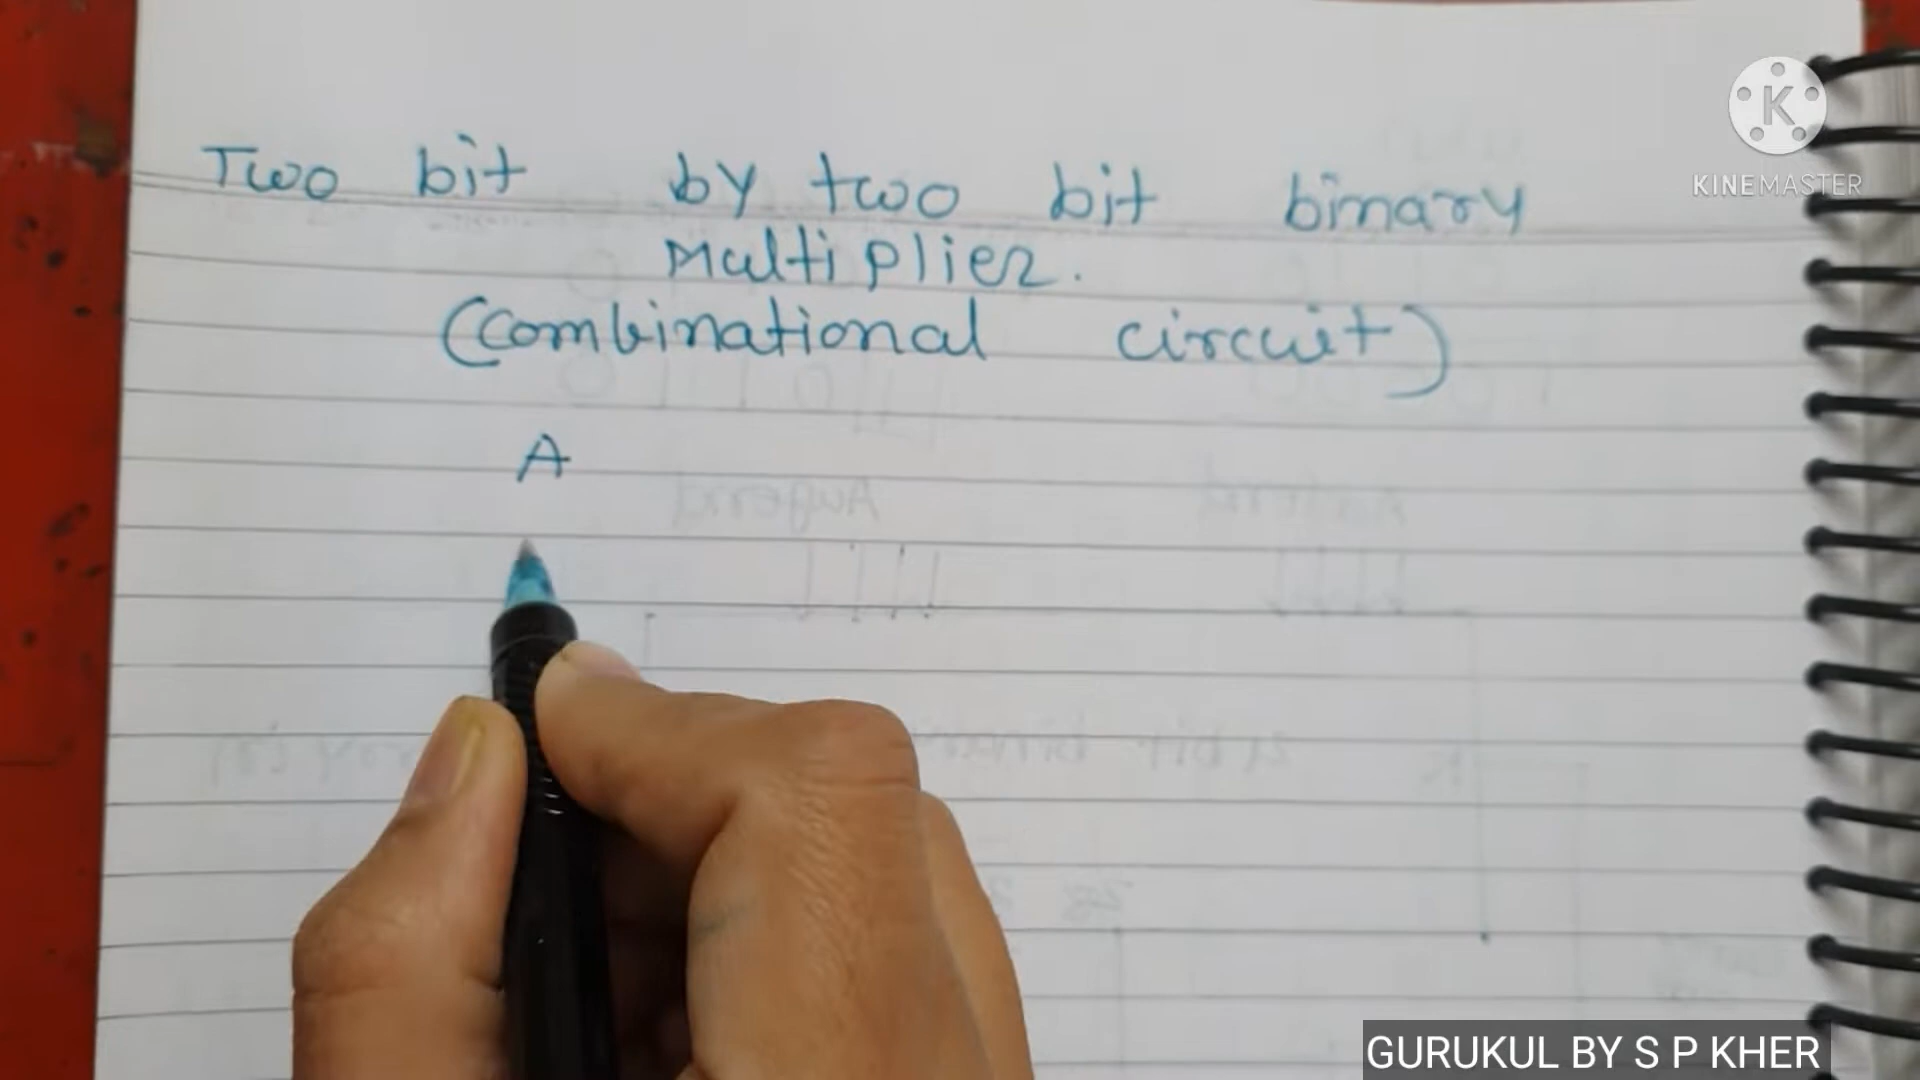 Two bit by two bit binary
Multiplier.
(Combinational circuit)
A
K
KINEMASTER
GURUKUL BY S P KHER